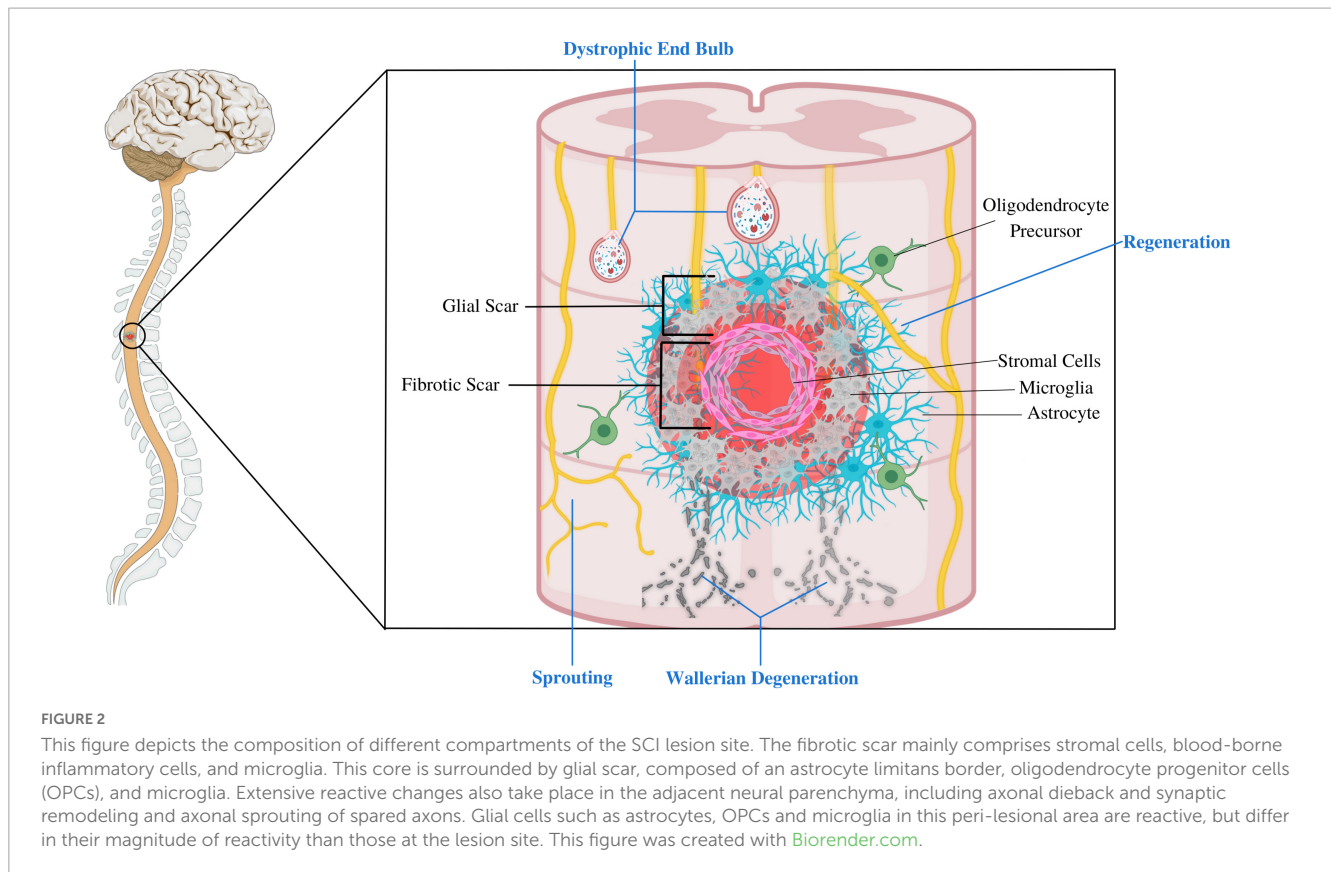 Dystrophic End Bulb
Oligodendrocyte
Precursor
Regeneration
Glial Scar
Fibrotic Scar
Stromal Cells
Microglia
Astrocyte
Sprouting
Wallerian Degeneration
FIGURE 2
This figure depicts the composition of different compartments of the SCI lesion site. The fibrotic scar mainly comprises stromal cells, blood-borne
inflammatory cells, and microglia. This core is surrounded by glial scar, composed of an astrocyte limitans border, oligodendrocyte progenitor cells
(OPCs), and microglia. Extensive reactive changes also take place in the adjacent neural parenchyma, including axonal dieback and synaptic
remodeling and axonal sprouting of spared axons. Glial cells such as astrocytes, OPCs and microglia in this peri-lesional area are reactive, but differ
in their magnitude of reactivity than those at the lesion site. This figure was created with Biorender.com.